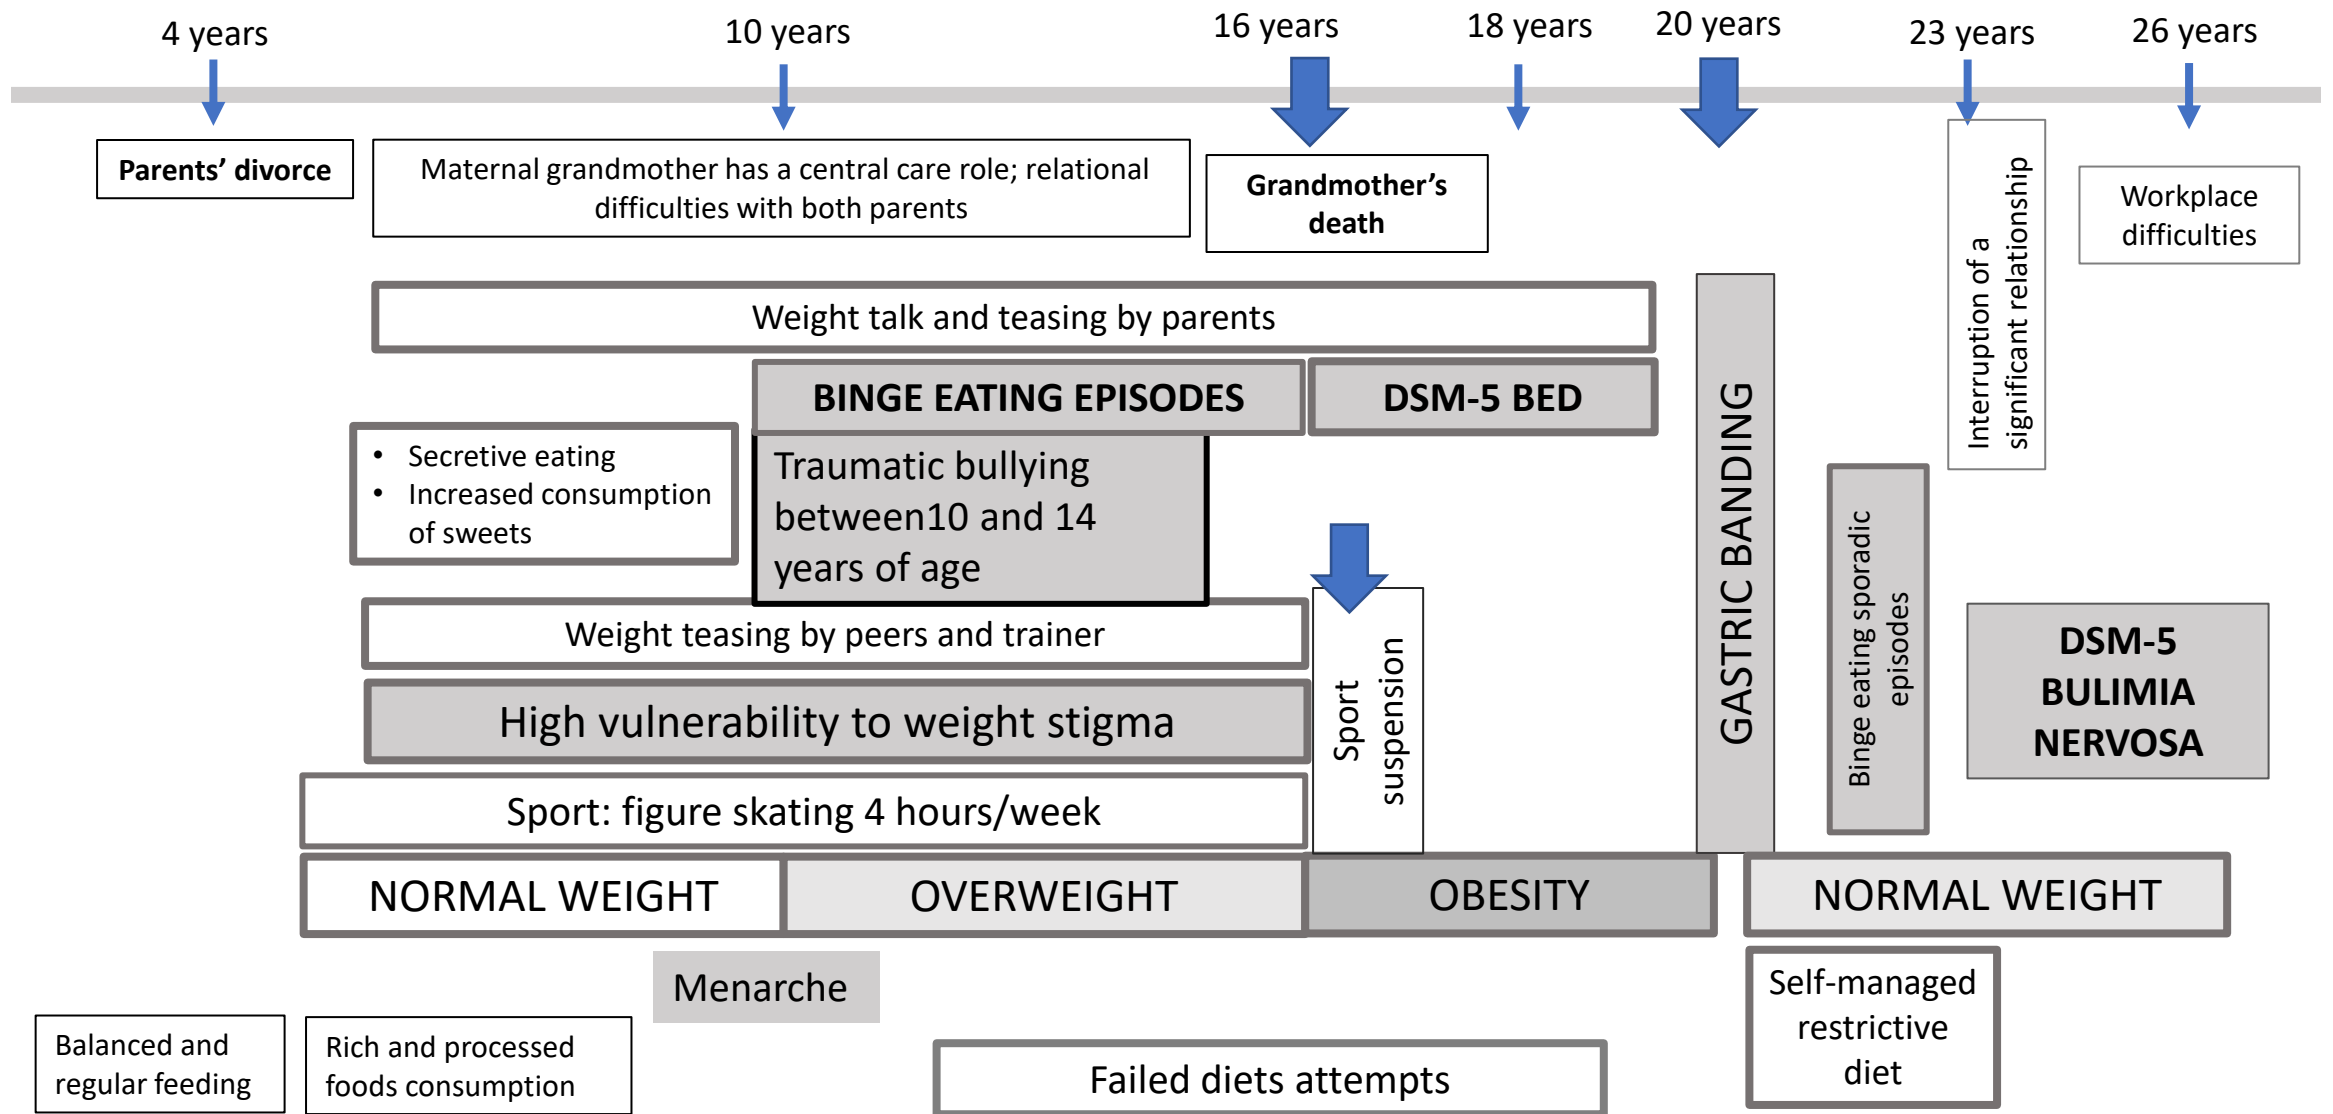 4 years
10 years
16 years
18 years
20 years
23 years
26 years
Parents’ divorce
Maternal grandmother has a central care role; relational
difficulties with both parents
Grandmother’s
death
Interruption of a
significant relationship
Workplace
difficulties
Weight talk and teasing by parents
BINGE EATING EPISODES
DSM-5 BED
GASTRIC BANDING
• Secretive eating
• Increased consumption
of sweets
Traumatic bullying
between10 and 14
years of age
Binge eating sporadic
episodes
Weight teasing by peers and trainer
Sport
suspension
DSM-5
BULIMIA
NERVOSA
High vulnerability to weight stigma
Sport: figure skating 4 hours/week
NORMAL WEIGHT
OVERWEIGHT
OBESITY
NORMAL WEIGHT
Menarche
Self-managed
restrictive
diet
Balanced and
regular feeding
Rich and processed
foods consumption
Failed diets attempts